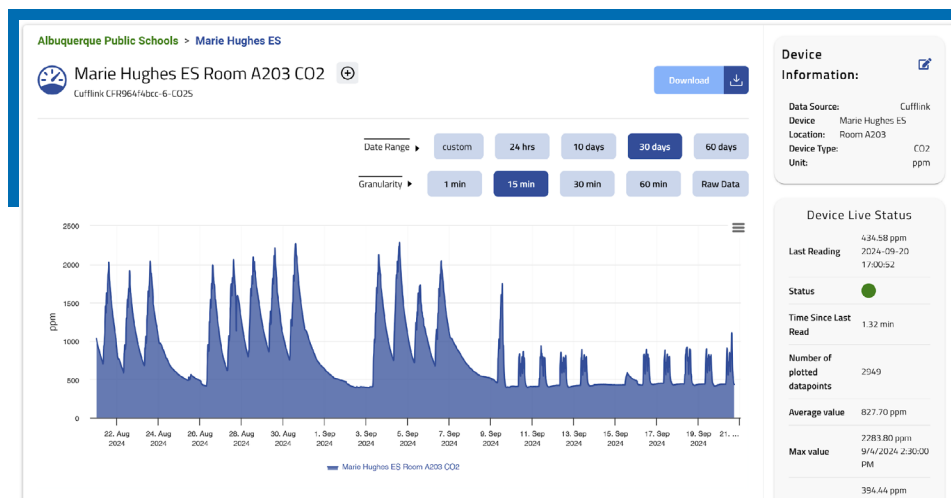 Albuquerque Public Schools > Marie Hughes ES
Marie Hughes ES Room A203 CO2
Cufflink CFR964f4bcc-6-CO2S
Download
Date Range
custom
24 hrs
10 days
30 days
60 days
Granularity
1 min
15 min
30 min
60 min
Raw Data
2500
2000
1500
1000
500
0
ppm
22. Aug 2024
24. Aug 2024
26. Aug 2024
28. Aug 2024
30. Aug 2024
1. Sep 2024
3. Sep 2024
5. Sep 2024
7. Sep 2024
9. Sep 2024
11. Sep 2024
13. Sep 2024
15. Sep 2024
17. Sep 2024
19. Sep 2024
21. ...
Marie Hughes ES Room A203 CO2
Device
Information:
Data Source: Cufflink
Device Marie Hughes ES
Location: Room A203
Device Type: CO2
Unit: ppm
Device Live Status
Last Reading 434.58 ppm
2024-09-20
17:00:52
Status
Time Since Last
Read 1.32 min
Number of
plotted 2949
datapoints
Average value 827.70 ppm
Max value 2283.80 ppm
9/4/2024 2:30:00
PM
394.44 ppm